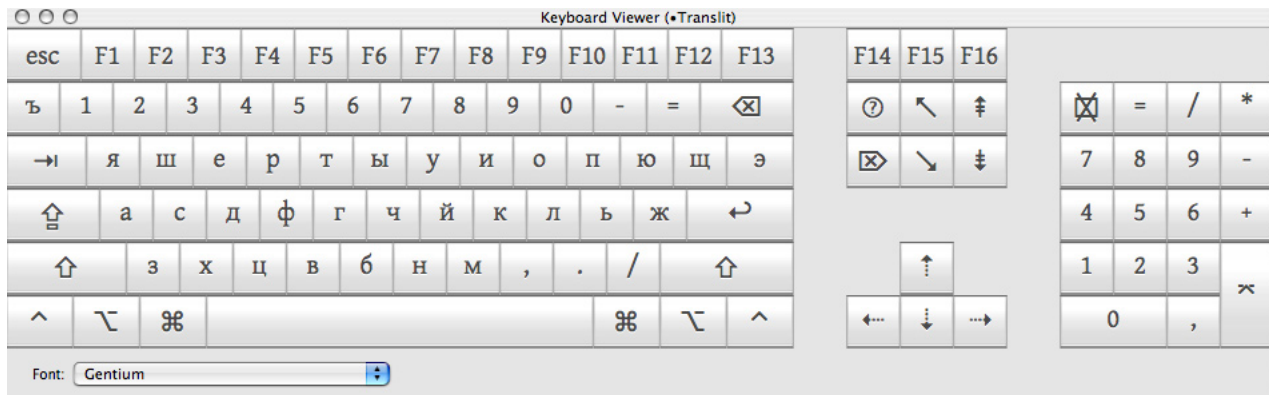 Keyboard Viewer (•Translit)
esc F1 F2 F3 F4 F5 F6 F7 F8 F9 F10 F11 F12 F13 F14 F15 F16
ъ 1 2 3 4 5 6 7 8 9 0 - = ? = / *
я ш е р т ы у и о п ю щ э 7 8 9 -
а с д ф г ч й к л ь ж 4 5 6 +
з х ц в б н м , . / 1 2 3
0 ,
Font: Gentium